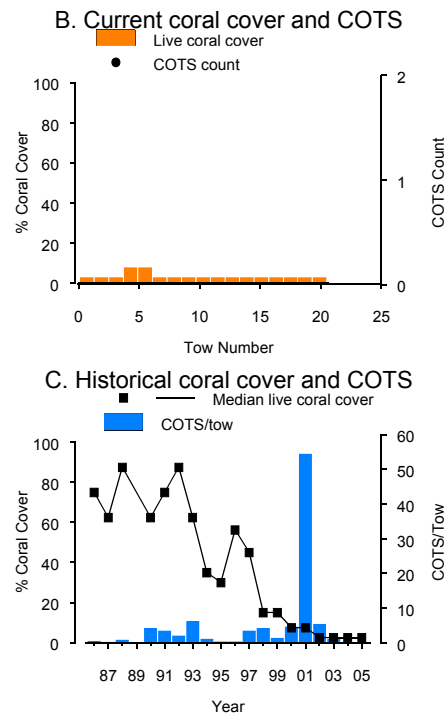 B. Current coral cover and COTS
Live coral cover
COTS count
100
80
60
40
20
0
% Coral Cover
2
1
0
COTS Count
0 5 10 15 20 25
Tow Number
C. Historical coral cover and COTS
Median live coral cover
COTS/tow
100
80
60
40
20
0
% Coral Cover
60
50
40
30
20
10
0
COTS/Tow
87 89 91 93 95 97 99 01 03 05
Year